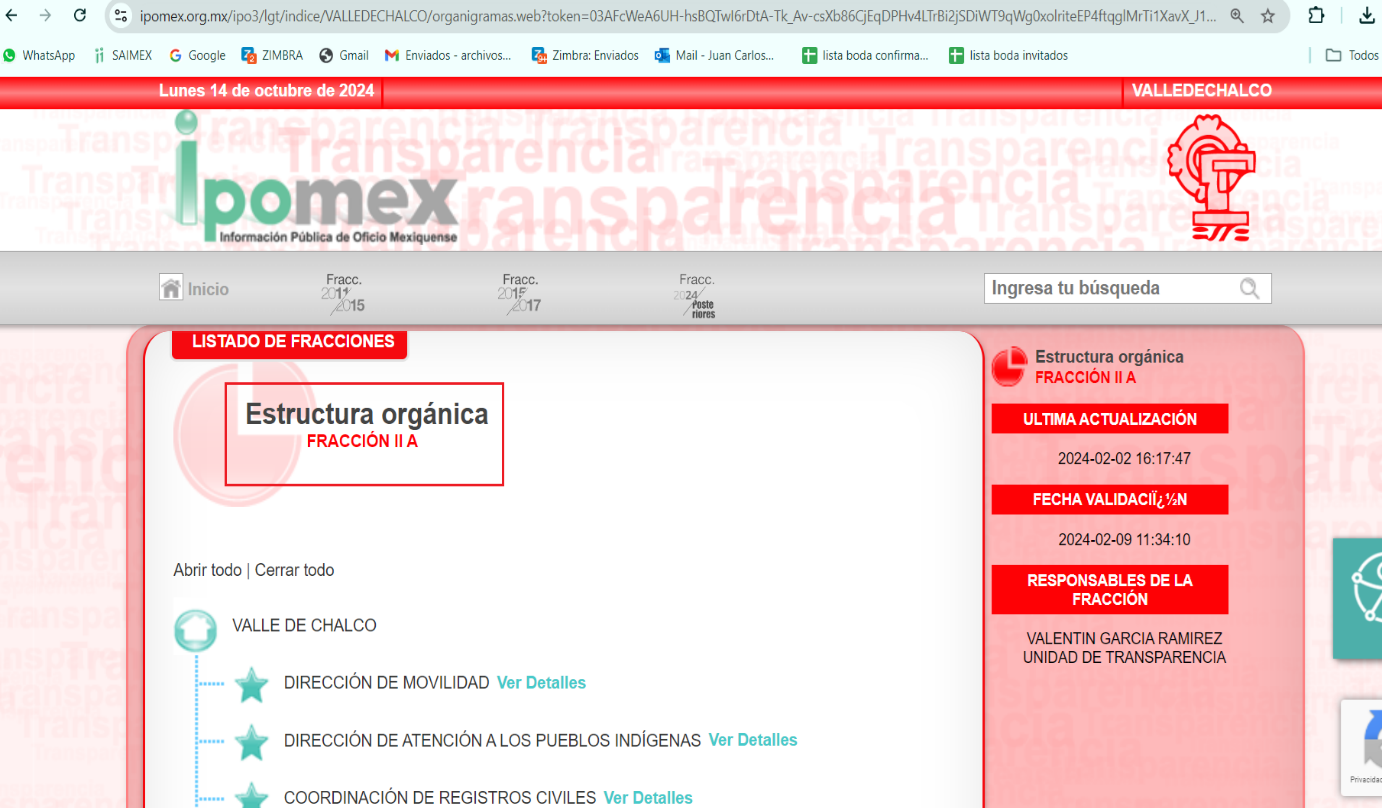 ipomex.org.mx/ipo3/lgt/indice/VALLEDECHALCO/organigramas.web?token=03AFcWeA6UH-hsBQTwI6rDtA-Tk_Av-csXb86CjEqDPHv4LTrBi2jSDiWT9qWg0xolriteEP4ftqglMrTi1XavX_J1...
WhatsApp SAIMEX Google ZIMBRA Gmail Enviados - archivos... Zimbra: Enviados Mail - Juan Carlos... lista boda confirma... lista boda invitados Todos
Lunes 14 de octubre de 2024 VALLEDECHALCO
Transparencia
ipomex
Información Pública de Oficio Mexiquense
Inicio
Fracc.
2011/2015
Fracc.
2015/2017
Fracc.
2024/Posteriores
Ingresa tu búsqueda
LISTADO DE FRACCIONES
Estructura orgánica
FRACCIÓN II A
Abrir todo | Cerrar todo
VALLE DE CHALCO
DIRECCIÓN DE MOVILIDAD Ver Detalles
DIRECCIÓN DE ATENCIÓN A LOS PUEBLOS INDÍGENAS Ver Detalles
COORDINACIÓN DE REGISTROS CIVILES Ver Detalles
Estructura orgánica
FRACCIÓN II A
ULTIMA ACTUALIZACIÓN
2024-02-02 16:17:47
FECHA VALIDACIÏ¿½N
2024-02-09 11:34:10
RESPONSABLES DE LA
FRACCIÓN
VALENTIN GARCIA RAMIREZ
UNIDAD DE TRANSPARENCIA